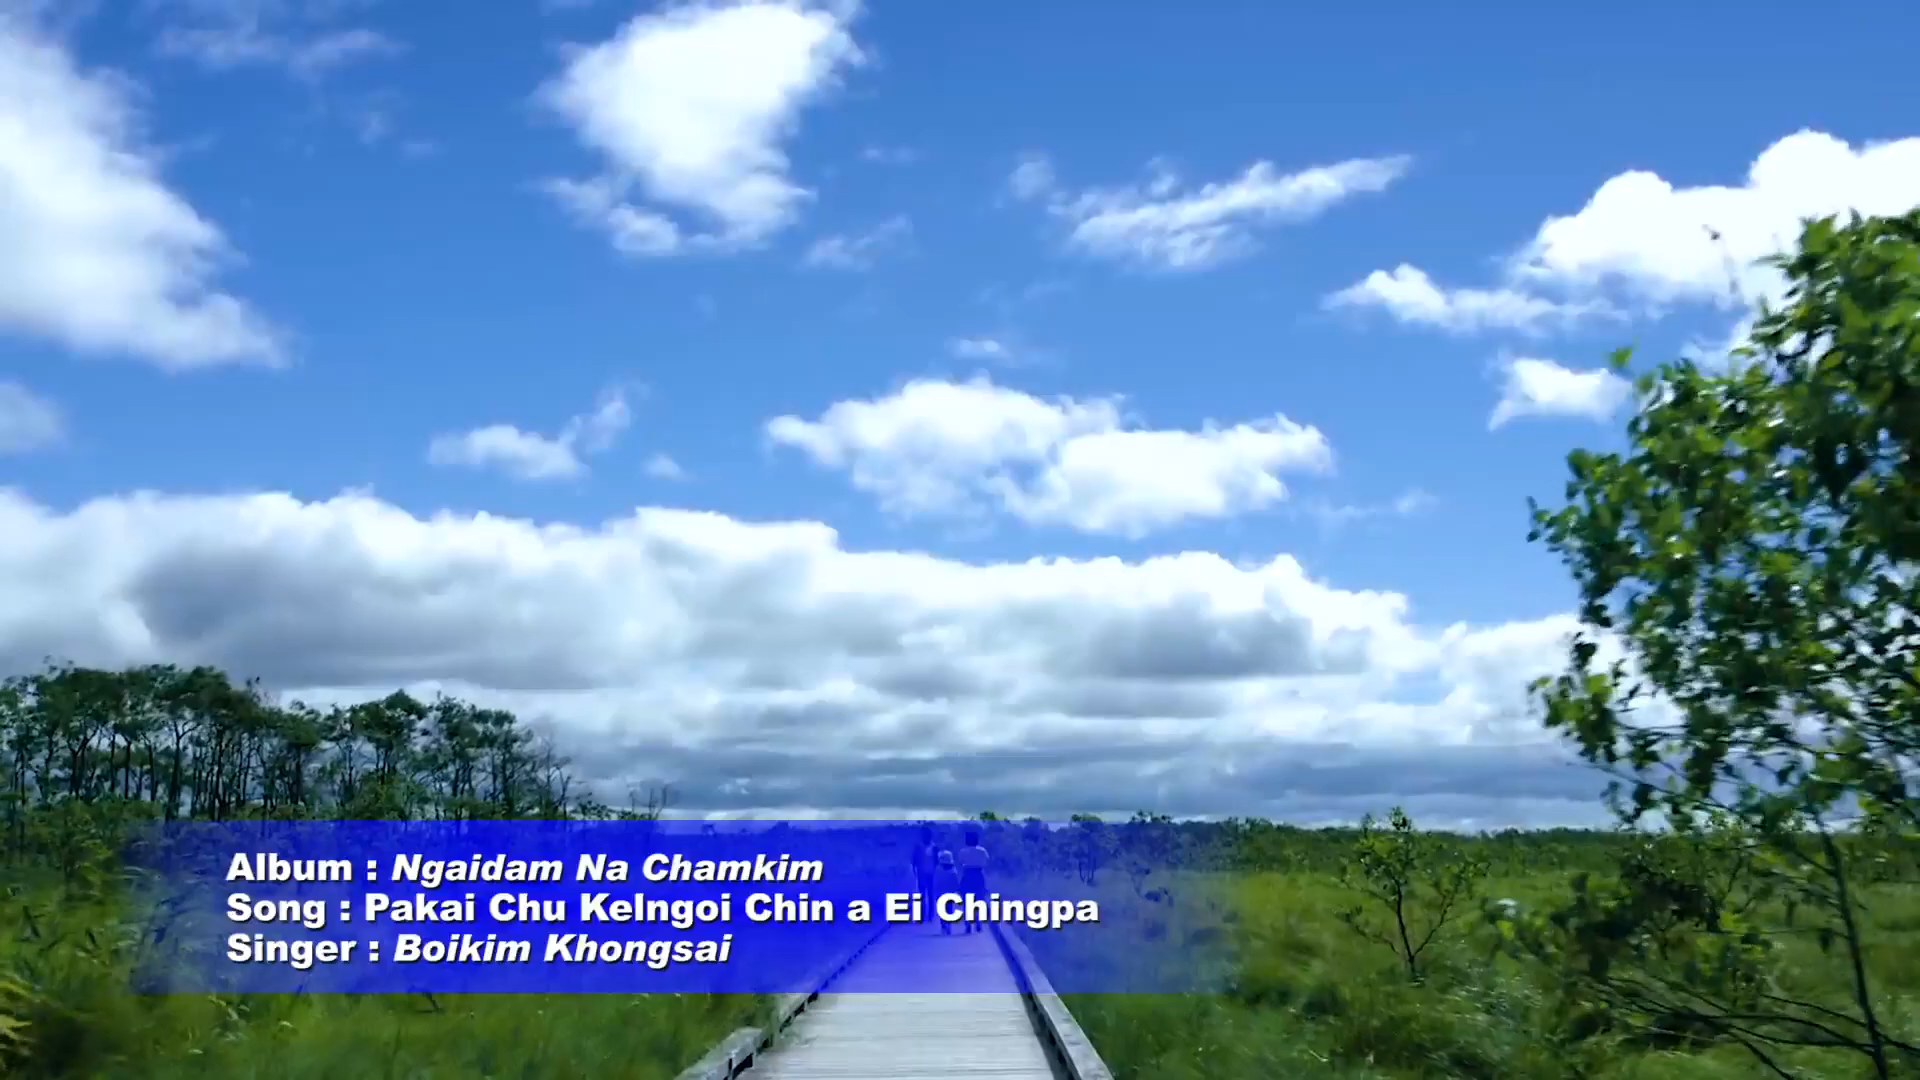 Album : Ngaidam Na Chamkim
Song : Pakai Chu Kelngoi Chin a Ei Chingpa
Singer : Boikim Khongsai